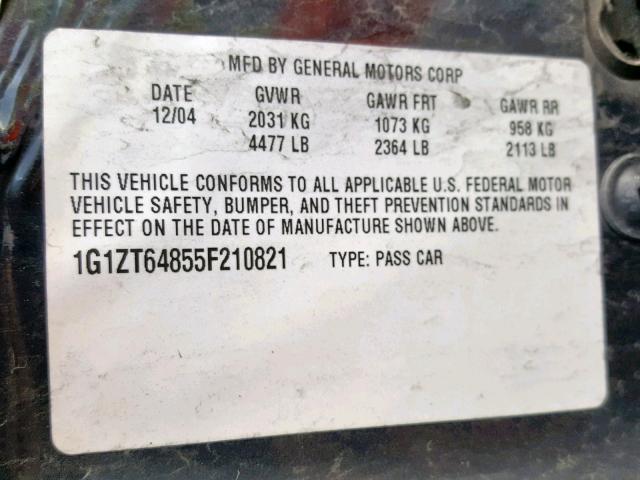 MFD BY GENERAL MOTORS CORP
DATE GVWR GAWR FRT GAWR RR
12/04 2031 KG 1073 KG 958 KG
4477 LB 2364 LB 2113 LB
THIS VEHICLE CONFORMS TO ALL APPLICABLE U.S. FEDERAL MOTOR
VEHICLE SAFETY, BUMPER, AND THEFT PREVENTION STANDARDS IN
EFFECT ON THE DATE OF MANUFACTURE SHOWN ABOVE.
1G1ZT64855F210821 TYPE: PASS CAR